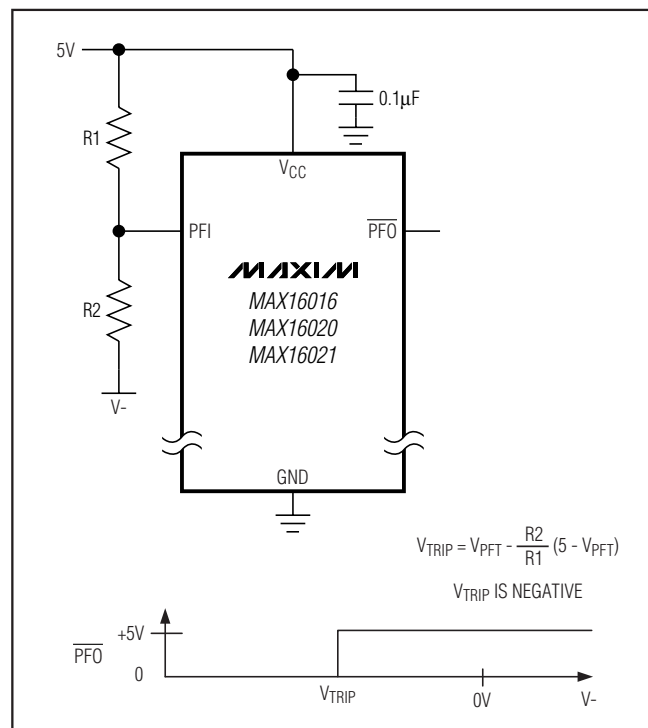 5V
0.1μF
R1
VCC
PFI
PFO
MAXIM
MAX16016
MAX16020
MAX16021
R2
V-
GND
VTRIP = VPFT - R2/R1 (5 - VPFT)
VTRIP IS NEGATIVE
+5V
PFO
0
VTRIP
0V
V-